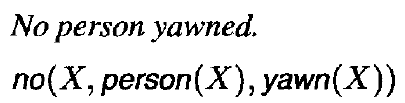 No person yawned.
no(X, person(X), yawn(X))